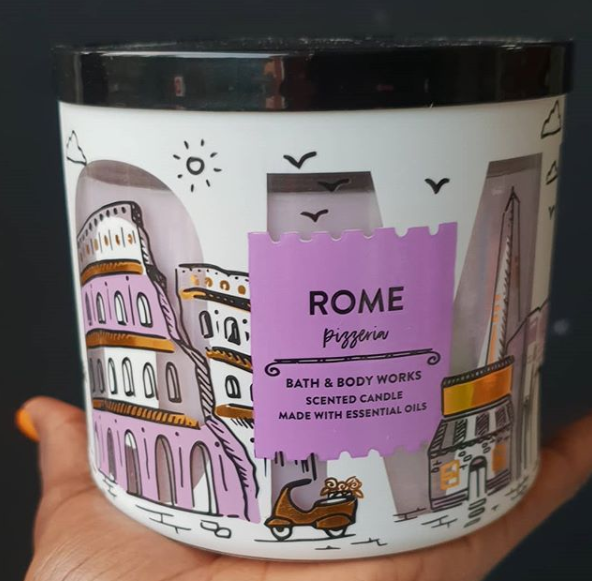 ROME
Pizzeria
BATH & BODY WORKS
SCENTED CANDLE
MADE WITH ESSENTIAL OILS